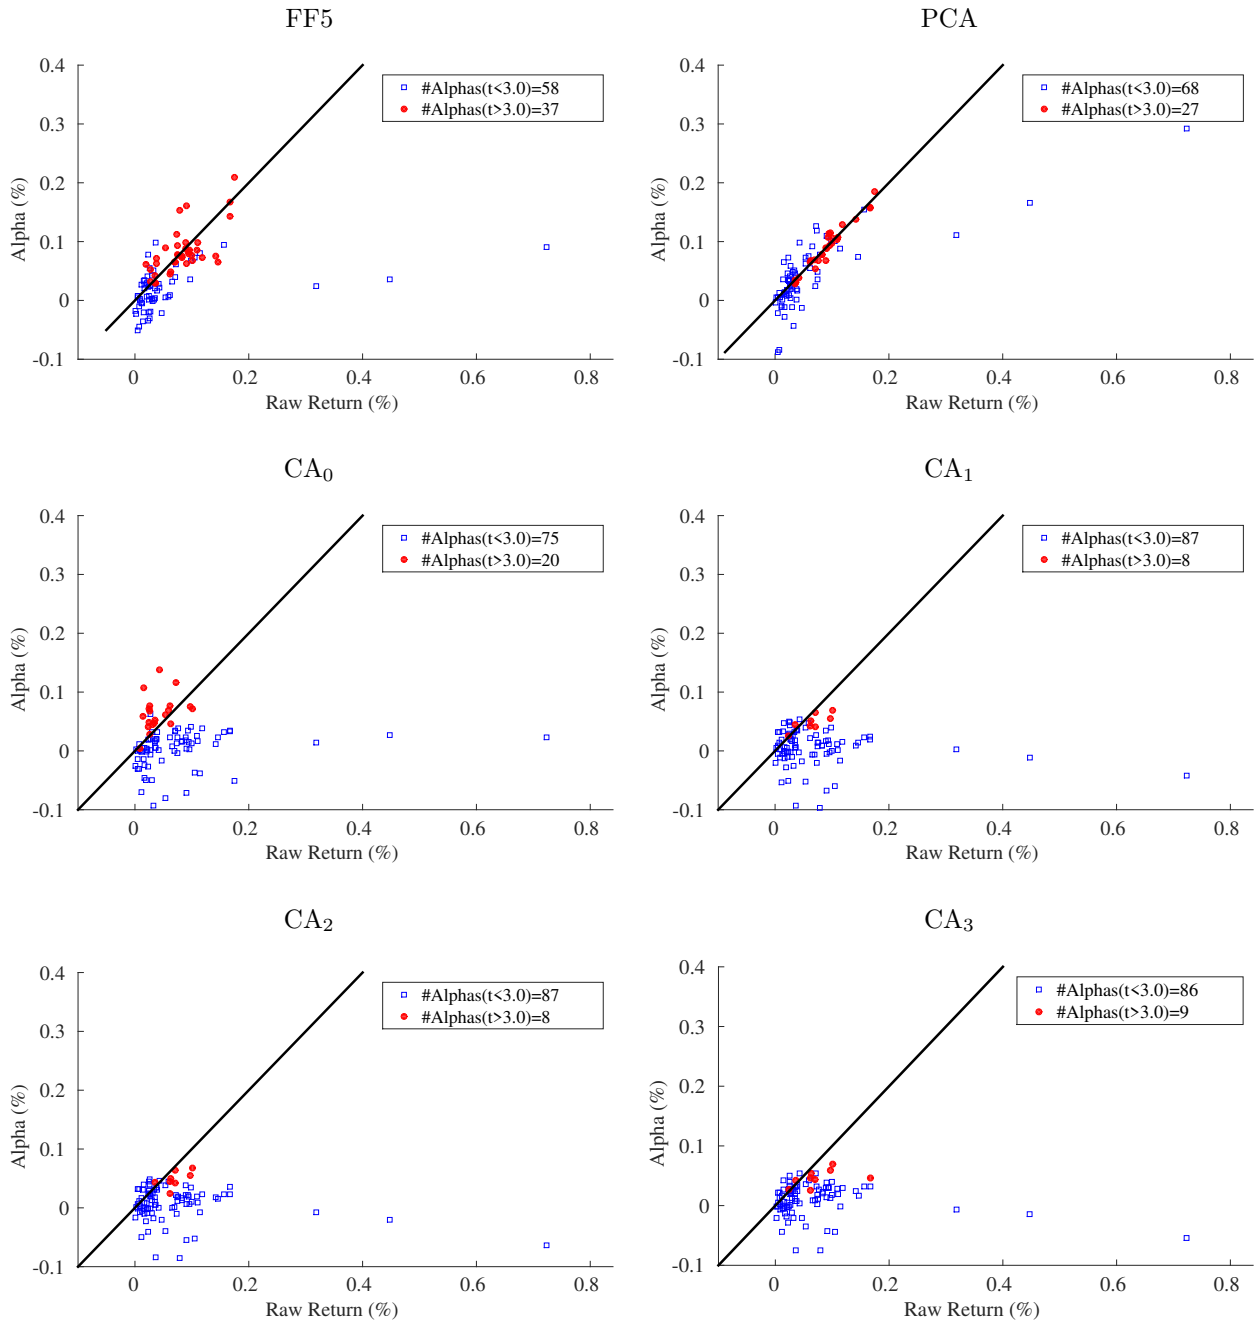 FF5
0.4
0.3
0.2
0.1
0
-0.1
Alpha (%)
#Alphas(t<3.0)=58
#Alphas(t>3.0)=37
0 0.2 0.4 0.6 0.8
Raw Return (%)
PCA
0.4
0.3
0.2
0.1
0
-0.1
Alpha (%)
#Alphas(t<3.0)=68
#Alphas(t>3.0)=27
0 0.2 0.4 0.6 0.8
Raw Return (%)
CA₀
0.4
0.3
0.2
0.1
0
-0.1
Alpha (%)
#Alphas(t<3.0)=75
#Alphas(t>3.0)=20
0 0.2 0.4 0.6 0.8
Raw Return (%)
CA₁
0.4
0.3
0.2
0.1
0
-0.1
Alpha (%)
#Alphas(t<3.0)=87
#Alphas(t>3.0)=8
0 0.2 0.4 0.6 0.8
Raw Return (%)
CA₂
0.4
0.3
0.2
0.1
0
-0.1
Alpha (%)
#Alphas(t<3.0)=87
#Alphas(t>3.0)=8
0 0.2 0.4 0.6 0.8
Raw Return (%)
CA₃
0.4
0.3
0.2
0.1
0
-0.1
Alpha (%)
#Alphas(t<3.0)=86
#Alphas(t>3.0)=9
0 0.2 0.4 0.6 0.8
Raw Return (%)